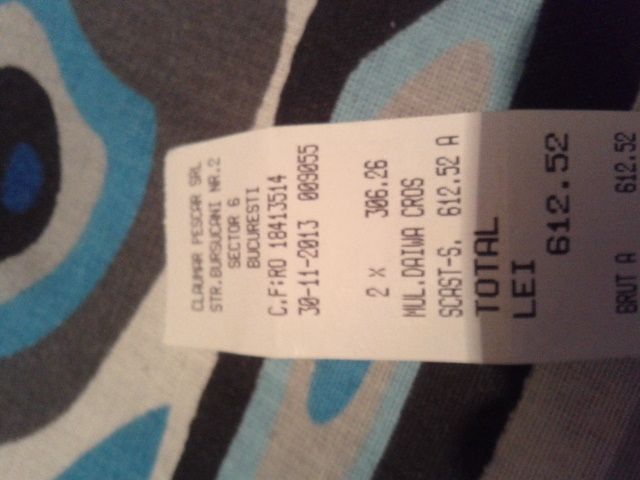 CLAUMAR PESCAR SRL
STR.BURSUCANI NR.2
SECTOR 6
BUCURESTI
C.F:RO 18413514
30-11-2013 009055
2 X 306.26
MUL.DAIWA CROS
SCAST-S. 612.52 A
TOTAL
LEI 612.52
BRUT A 612.52